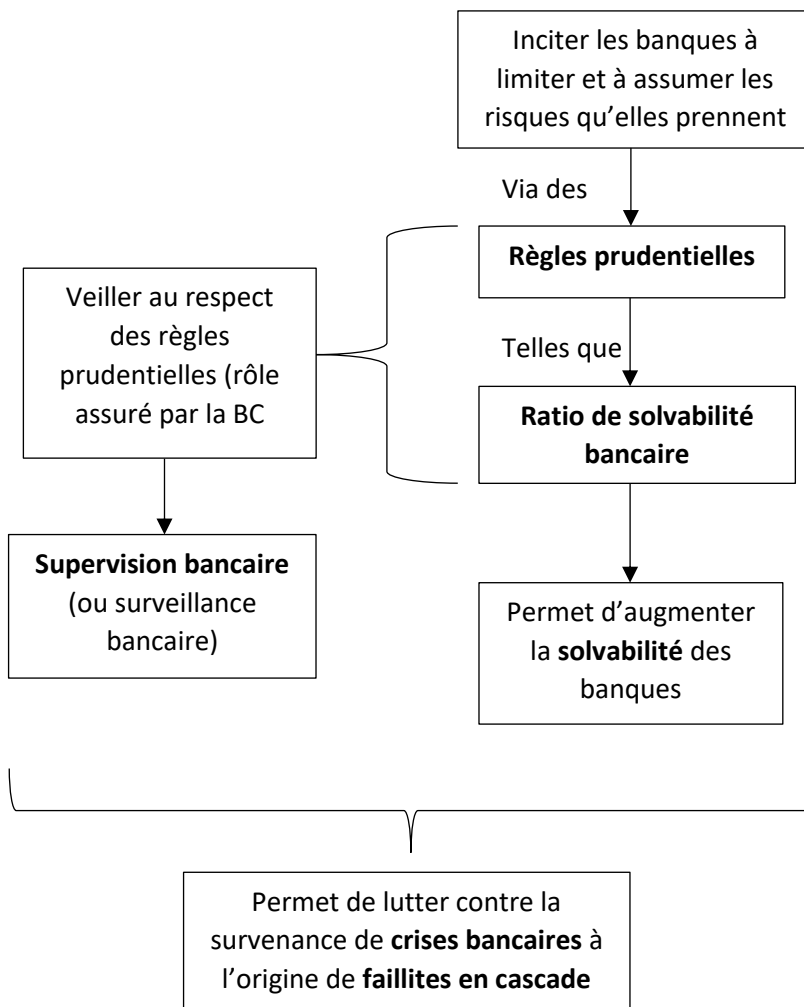 Inciter les banques à
limiter et à assumer les
risques qu’elles prennent
Via des
Règles prudentielles
Veiller au respect
des règles
prudentielles (rôle
assuré par la BC
Telles que
Ratio de solvabilité
bancaire
Supervision bancaire
(ou surveillance
bancaire)
Permet d’augmenter
la solvabilité des
banques
Permet de lutter contre la
survenance de crises bancaires à
l’origine de faillites en cascade